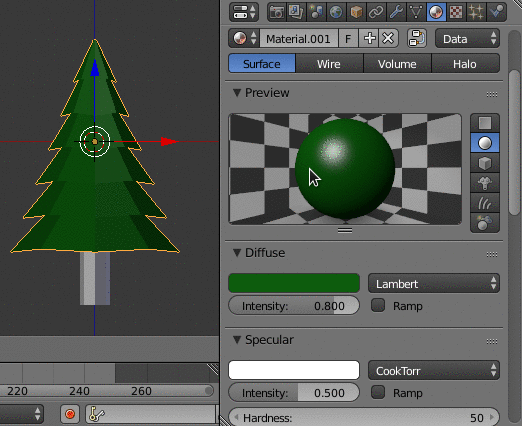 Material.001 F Data
Surface Wire Volume Halo
Preview
Diffuse
Lambert
Intensity: 0.800 Ramp
Specular
CookTorr
Intensity: 0.500 Ramp
Hardness: 50
220 240 260